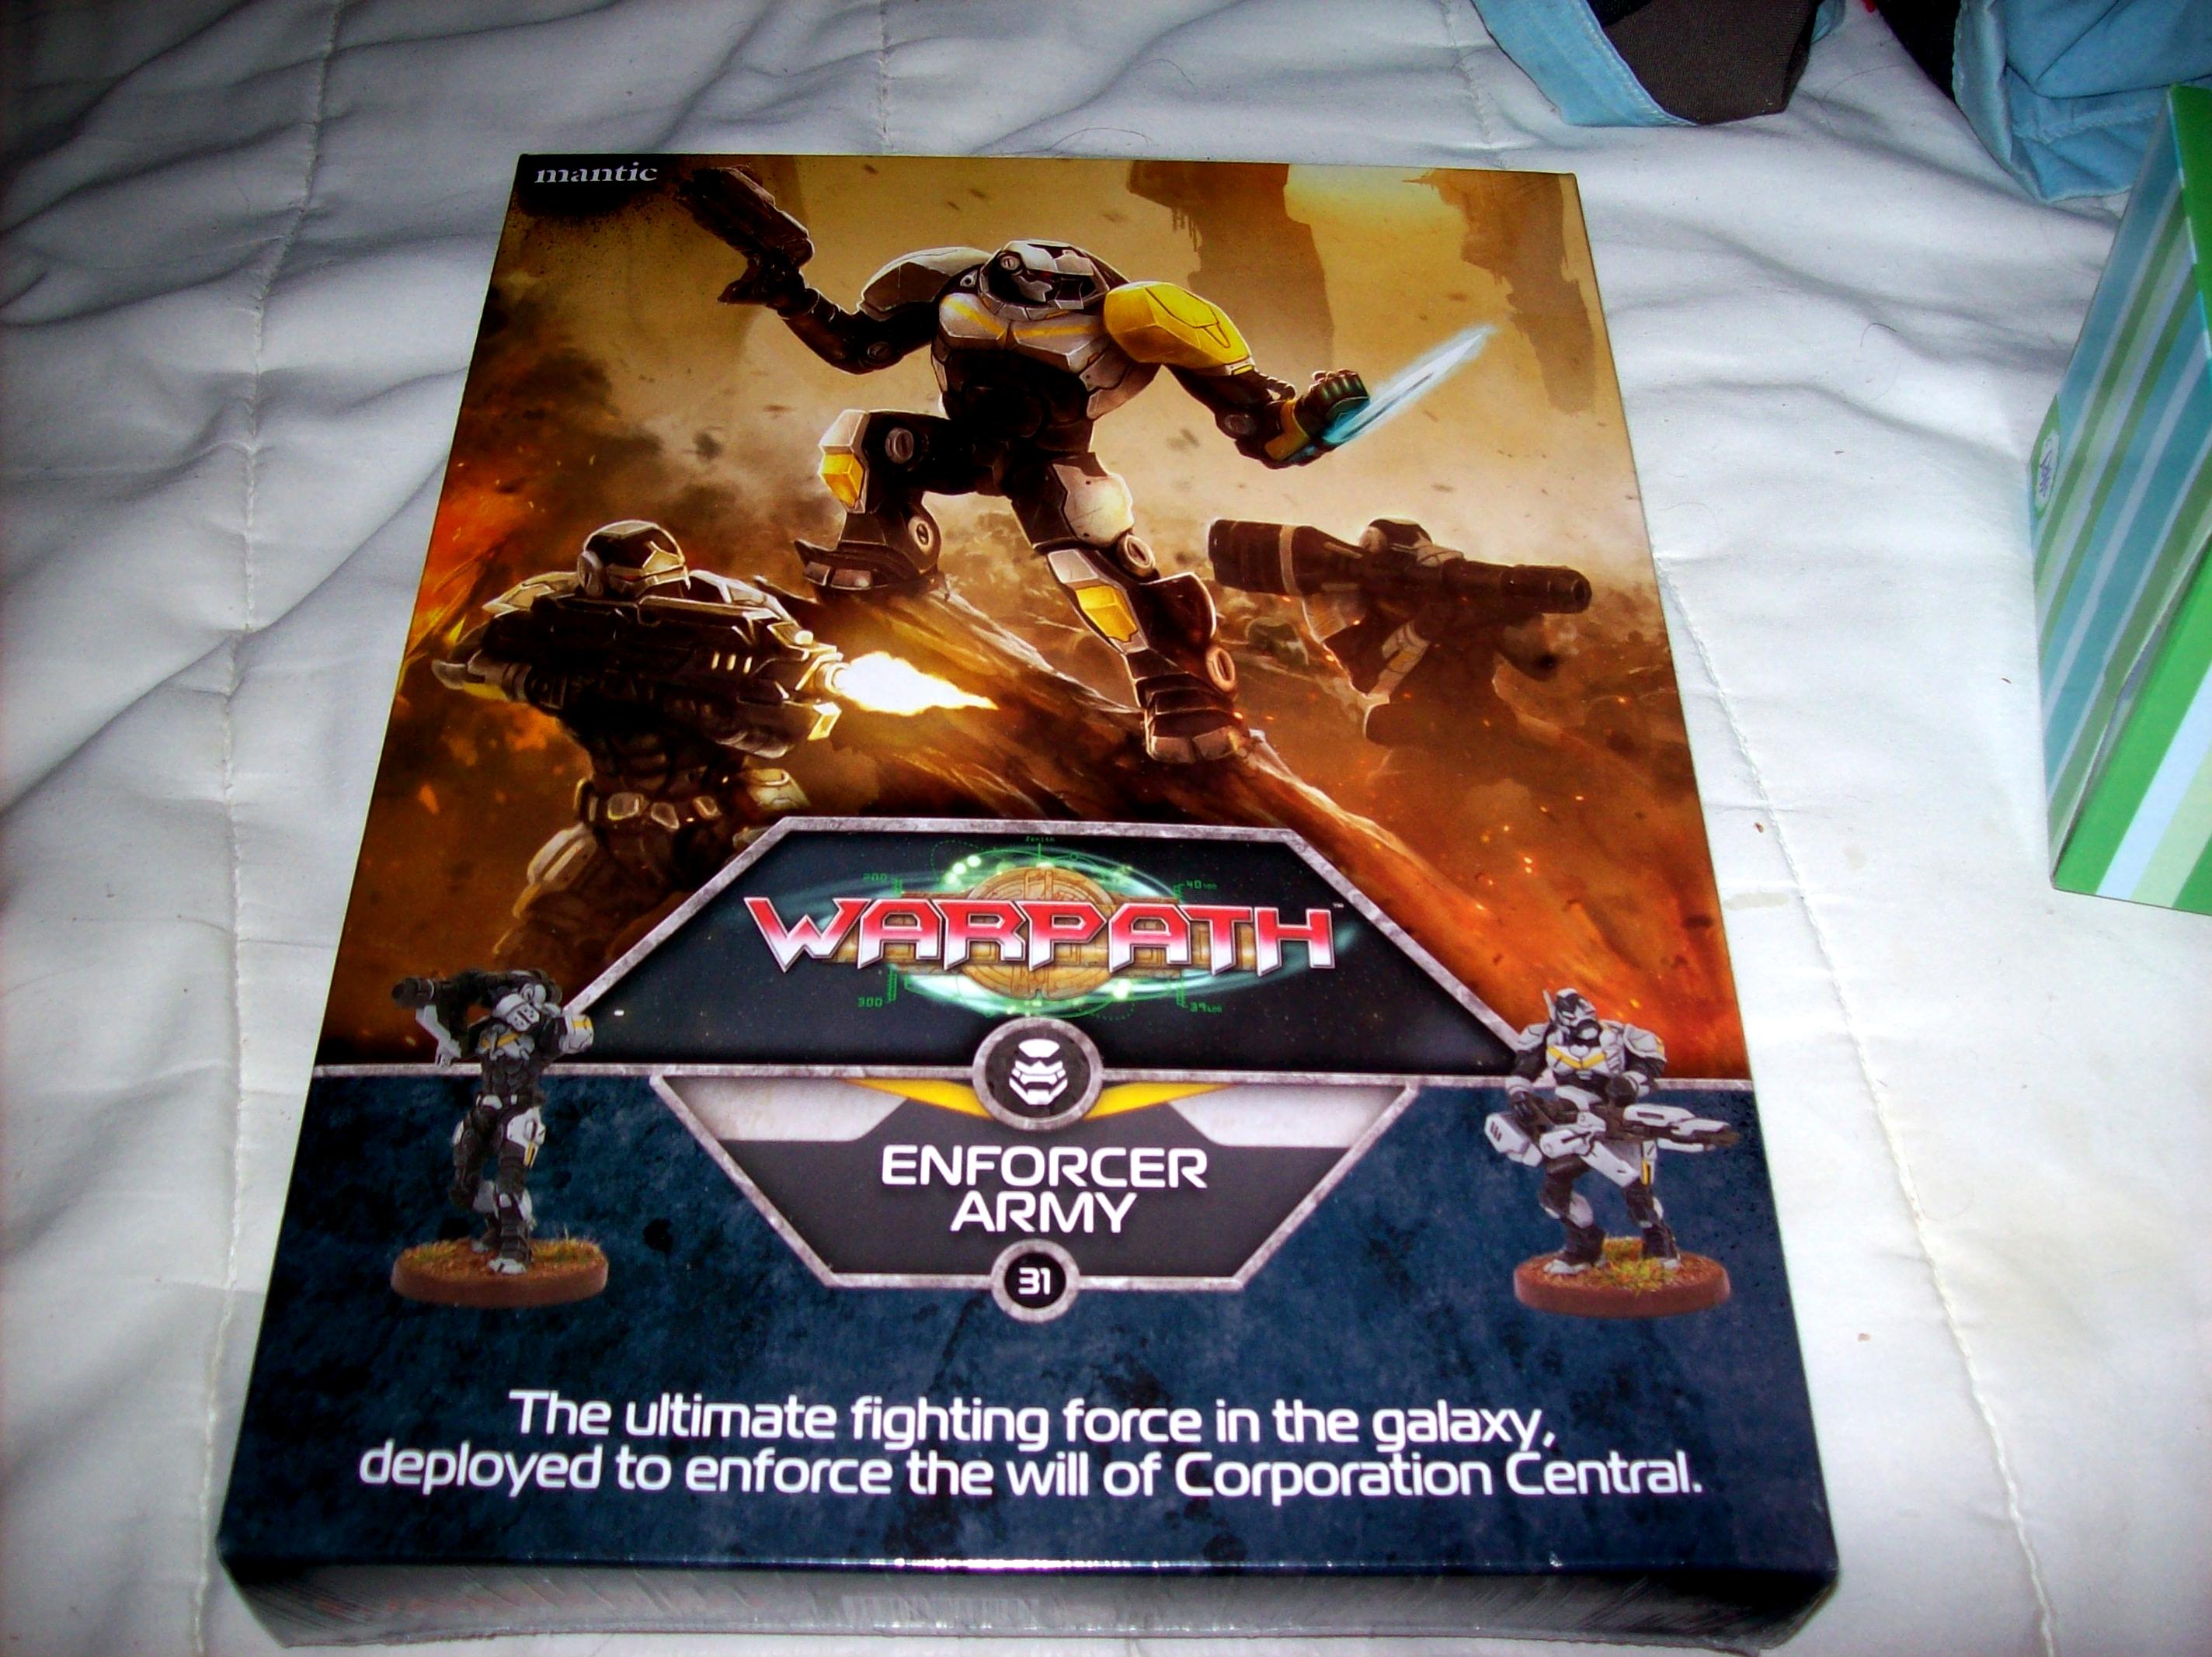 mantic
WARPATH™
ENFORCER
ARMY
31
The ultimate fighting force in the galaxy,
deployed to enforce the will of Corporation Central.